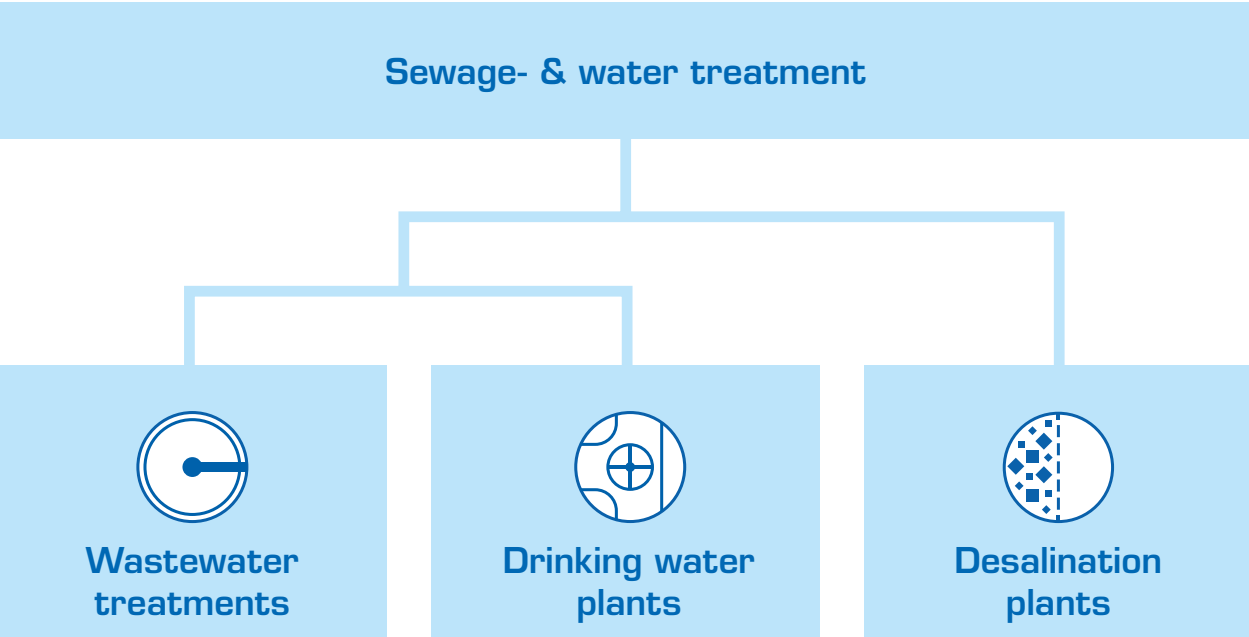 Sewage- & water treatment
Wastewater
treatments
Drinking water
plants
Desalination
plants